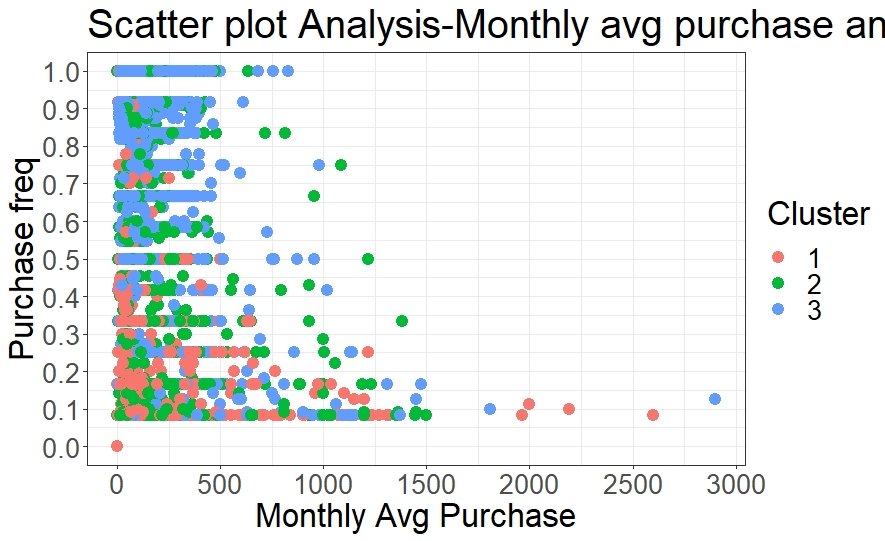 Scatter plot Analysis-Monthly avg purchase an
1.0
0.9
0.8
0.7
0.6
0.5
0.4
0.3
0.2
0.1
0.0
Purchase freq
0 500 1000 1500 2000 2500 3000
Monthly Avg Purchase
Cluster
1
2
3